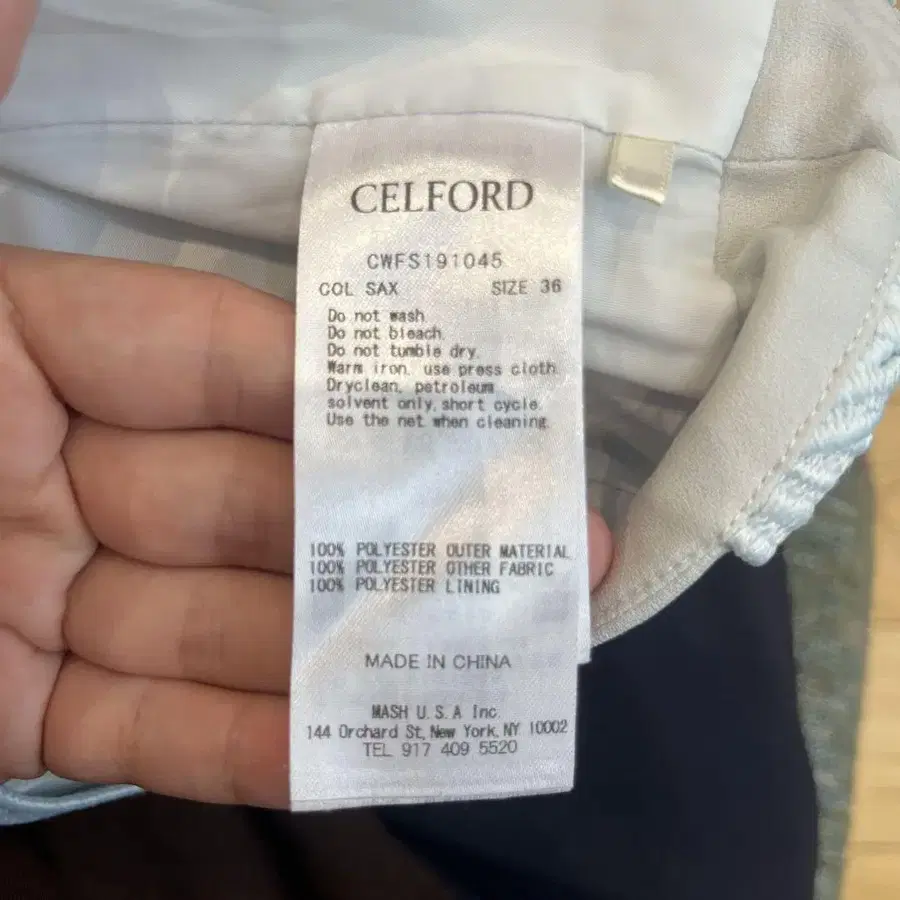 CELFORD
CWFS191045
COL SAX SIZE 36
Do not wash.
Do not bleach.
Do not tumble dry.
Warm iron. use press cloth.
Dryclean. petroleum
solvent only, short cycle.
Use the net when cleaning.
100% POLYESTER OUTER MATERIAL
100% POLYESTER OTHER FABRIC
100% POLYESTER LINING
MADE IN CHINA
MASH U.S.A Inc.
144 Orchard St, New York, NY 10002
TEL 917 409 5520